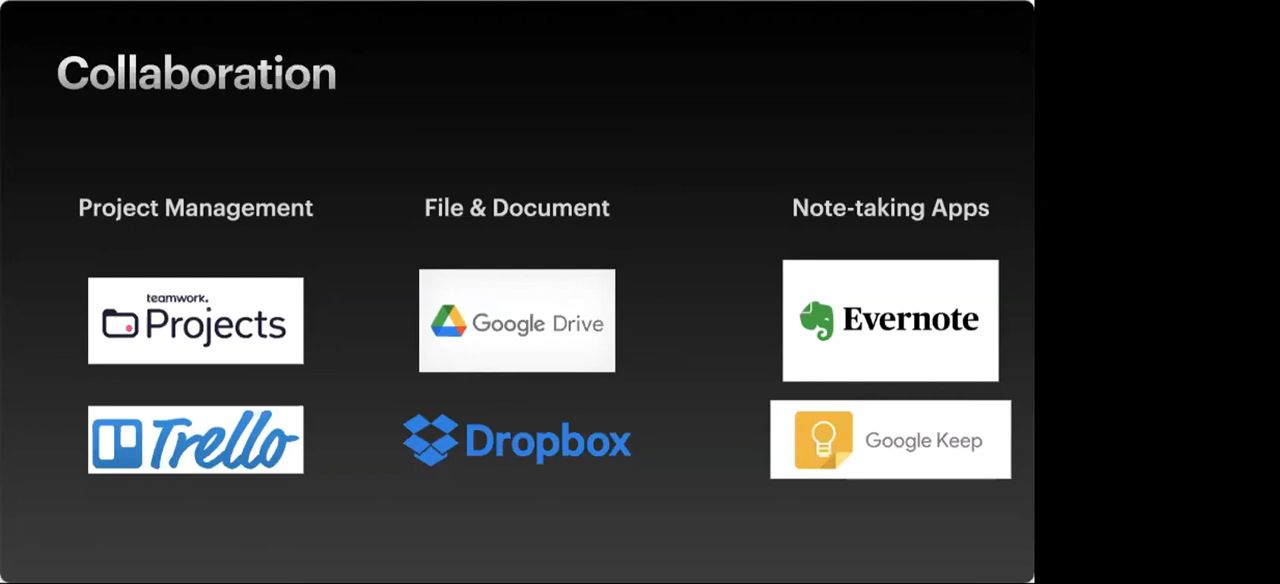 Collaboration
Project Management
File & Document
Note-taking Apps
teamwork.
Projects
Google Drive
Evernote
Trello
Dropbox
Google Keep